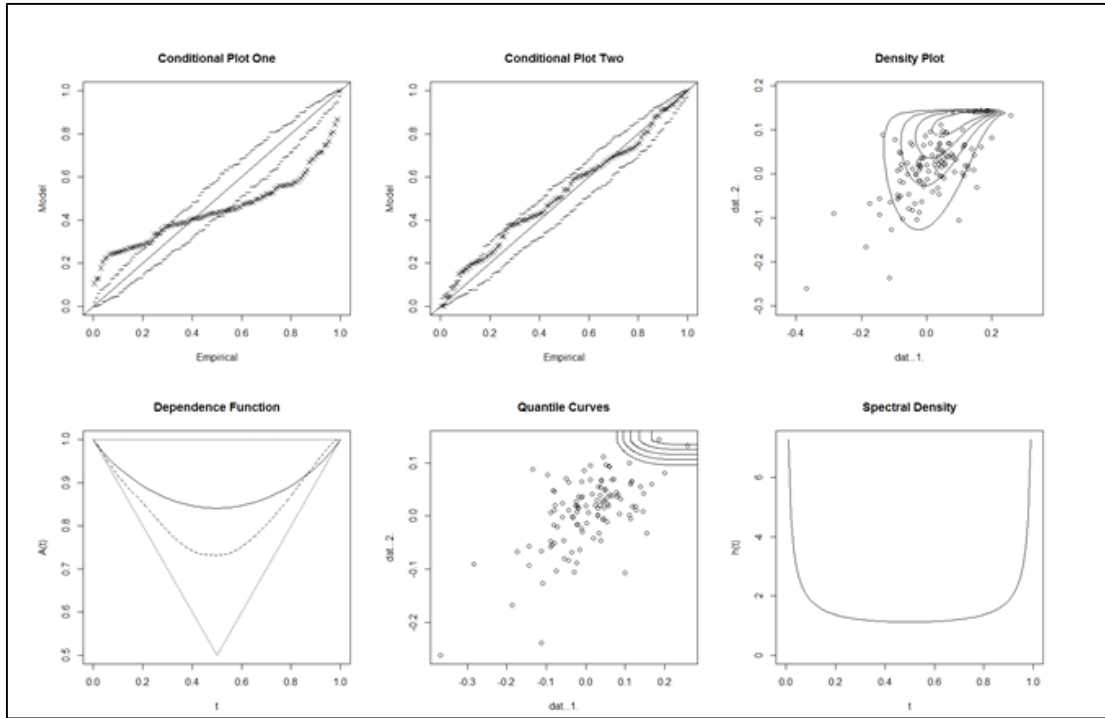 Conditional Plot One
Model
0.0 0.2 0.4 0.6 0.8 1.0
0.0 0.2 0.4 0.6 0.8 1.0
Empirical
Conditional Plot Two
Model
0.0 0.2 0.4 0.6 0.8 1.0
0.0 0.2 0.4 0.6 0.8 1.0
Empirical
Density Plot
dat...2.
-0.3 -0.2 -0.1 0.0 0.1 0.2
-0.4 -0.2 0.0 0.2
dat...1.
Dependence Function
A(t)
0.5 0.6 0.7 0.8 0.9 1.0
0.0 0.2 0.4 0.6 0.8 1.0
t
Quantile Curves
dat...2.
-0.2 -0.1 0.0 0.1
-0.3 -0.2 -0.1 0.0 0.1 0.2
dat...1.
Spectral Density
h(t)
0 2 4 6
0.0 0.2 0.4 0.6 0.8 1.0
t